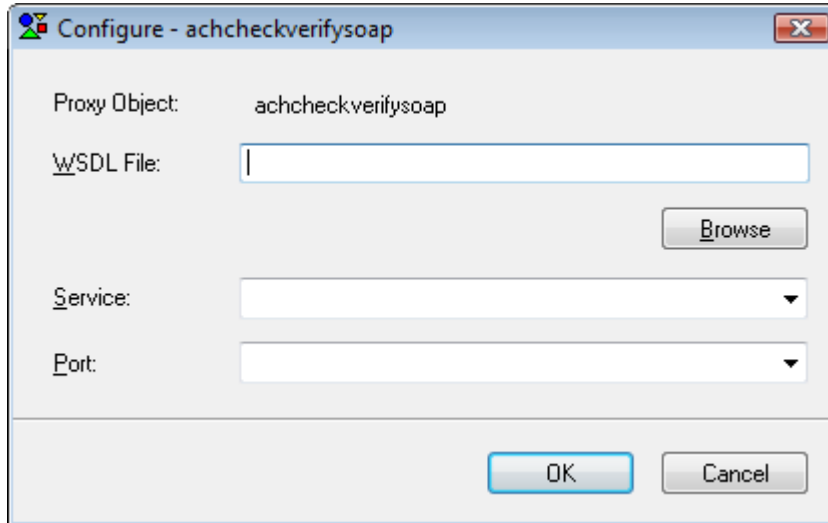 Configure - achcheckverifysoap
Proxy Object: achcheckverifysoap
WSDL File:
Browse
Service:
Port:
OK Cancel